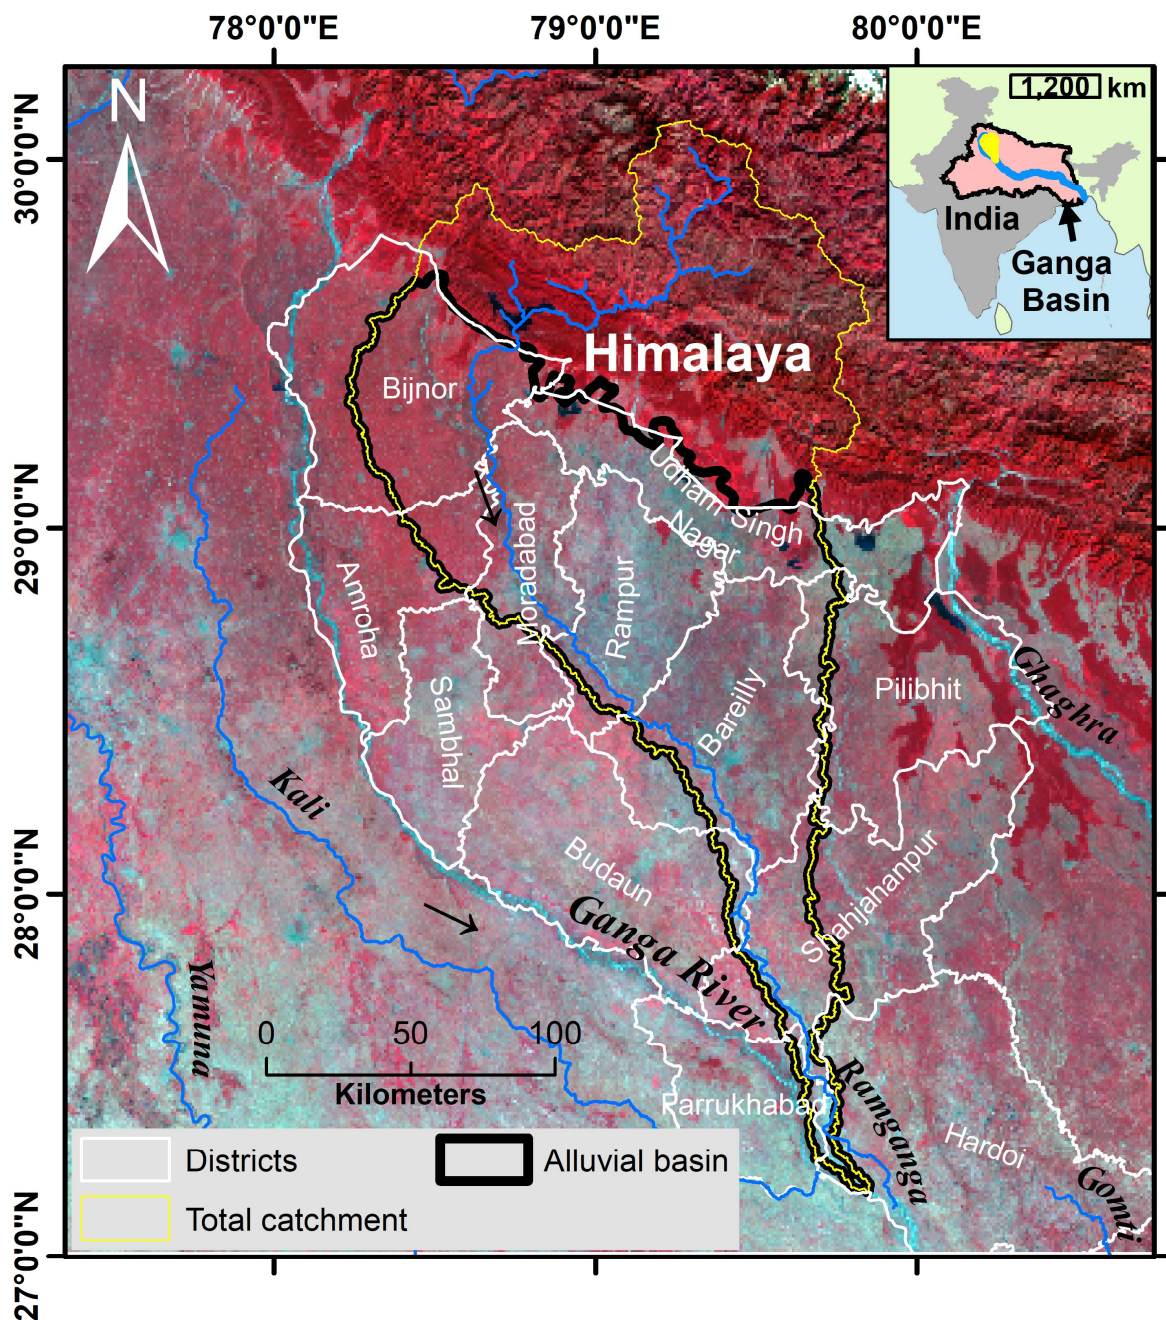 78°0'0"E
79°0'0"E
80°0'0"E
30°0'0"N
29°0'0"N
28°0'0"N
27°0'0"N
N
1,200 km
India
Ganga
Basin
Himalaya
Bijnor
Udham Singh
Nagar
Moradabad
Rampur
Amroha
Sambhal
Bareilly
Pilibhit
Ghaghra
Kali
Budaun
Shahjahanpur
Ganga River
Yamuna
0 50 100
Kilometers
Farrukhabad
Ramganga
Hardoi
Gomti
Districts
Alluvial basin
Total catchment